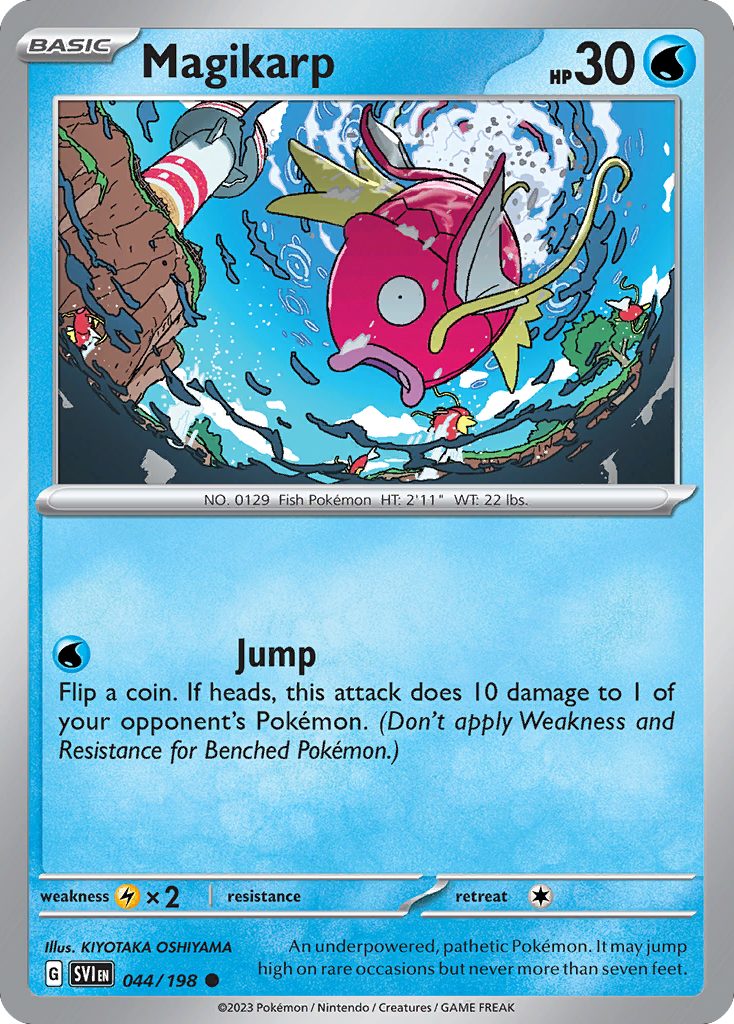 BASIC
Magikarp
HP 30
NO. 0129 Fish Pokémon HT: 2'11" WT: 22 lbs.
Jump
Flip a coin. If heads, this attack does 10 damage to 1 of
your opponent's Pokémon. (Don't apply Weakness and
Resistance for Benched Pokémon.)
weakness ×2 resistance retreat
Illus. KIYOTAKA OSHIYAMA
An underpowered, pathetic Pokémon. It may jump
high on rare occasions but never more than seven feet.
G SVI EN 044/198
©2023 Pokémon / Nintendo / Creatures / GAME FREAK